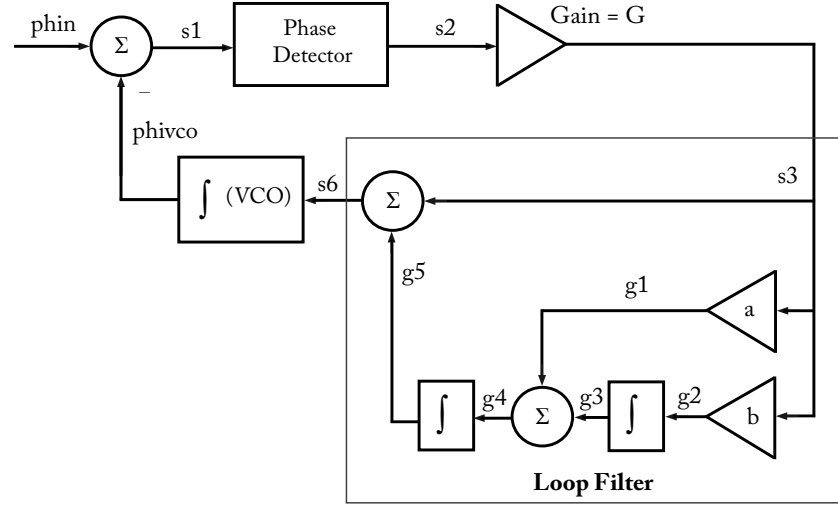 phin
Σ
s1
Phase
Detector
s2
Gain = G
–
phivco
∫ (VCO)
s6
Σ
s3
g5
g1
a
∫
g4
Σ
g3
∫
g2
b
Loop Filter